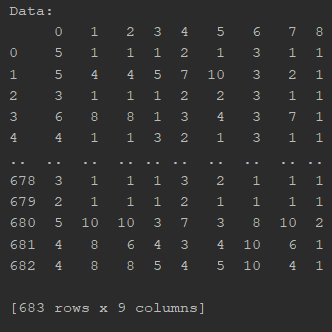 Data:
0 1 2 3 4 5 6 7 8
0 5 1 1 1 2 1 3 1 1
1 5 4 4 5 7 10 3 2 1
2 3 1 1 1 2 2 3 1 1
3 6 8 8 1 3 4 3 7 1
4 4 1 1 3 2 1 3 1 1
.. .. .. .. .. .. .. .. .. ..
678 3 1 1 1 3 2 1 1 1
679 2 1 1 1 2 1 1 1 1
680 5 10 10 3 7 3 8 10 2
681 4 8 6 4 3 4 10 6 1
682 4 8 8 5 4 5 10 4 1
[683 rows x 9 columns]